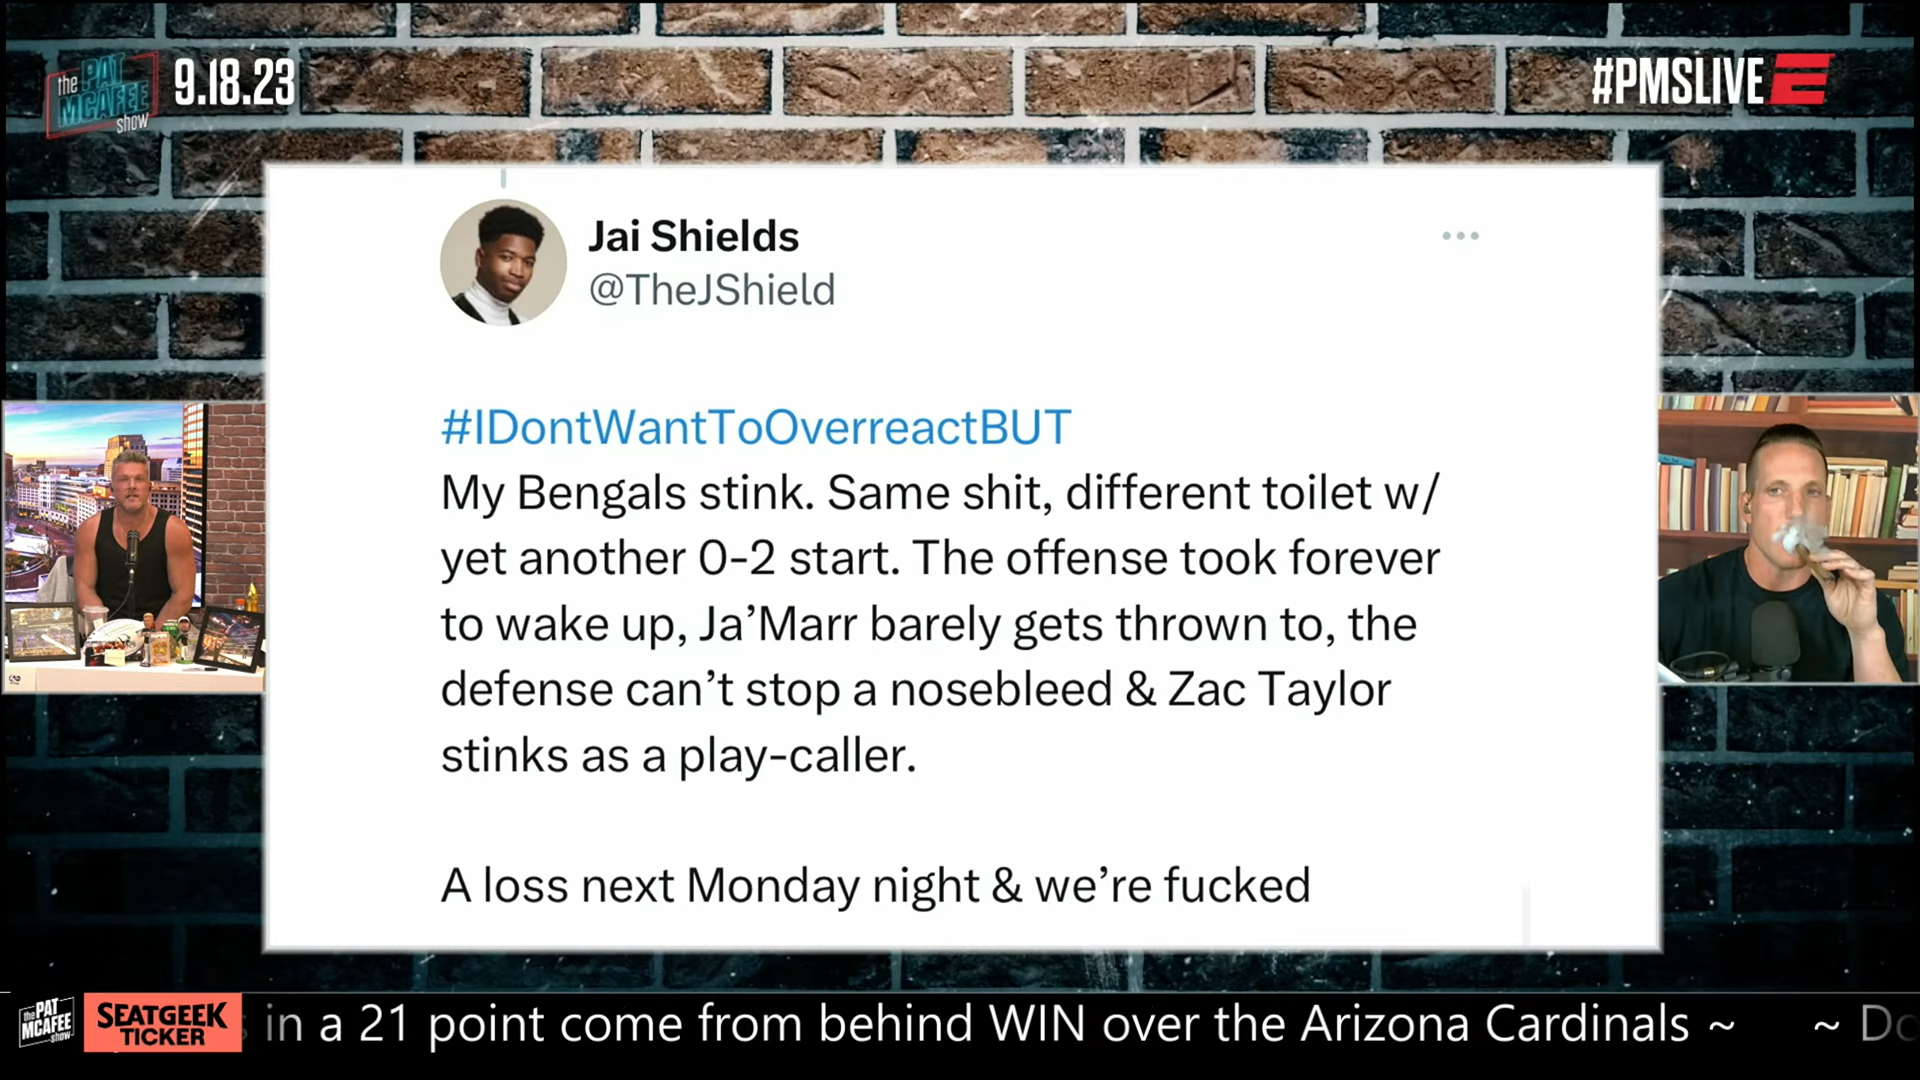 the PAT MCAFEE show
9.18.23
#PMSLIVE
Jai Shields
@TheJShield
#IDontWantToOverreactBUT
My Bengals stink. Same shit, different toilet w/
yet another 0-2 start. The offense took forever
to wake up, Ja’Marr barely gets thrown to, the
defense can’t stop a nosebleed & Zac Taylor
stinks as a play-caller.
A loss next Monday night & we’re fucked
the PAT MCAFEE show
SEATGEEK
TICKER
in a 21 point come from behind WIN over the Arizona Cardinals ~ ~